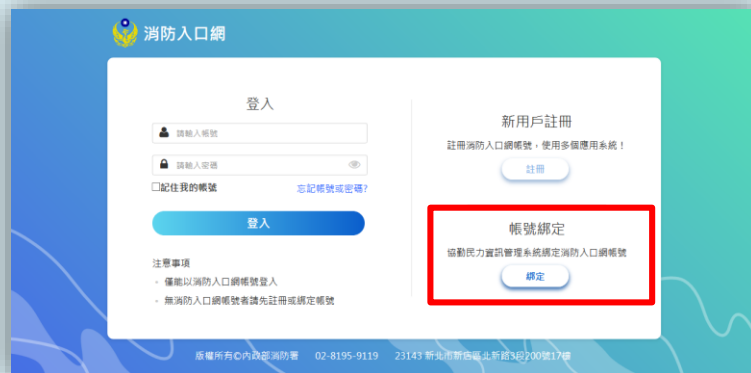 消防入口網
登入
請輸入帳號
請輸入密碼
記住我的帳號
忘記帳號或密碼?
登入
注意事項
僅能以消防入口網帳號登入
無消防入口網帳號者請先註冊或綁定帳號
新用戶註冊
註冊消防入口網帳號，使用多個應用系統！
註冊
帳號綁定
協勤民力資訊管理系統綁定消防入口網帳號
綁定
版權所有©內政部消防署 02-8195-9119 23143 新北市新店區北新路3段200號17樓